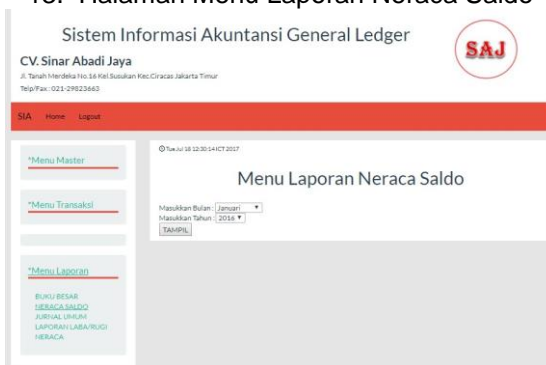 Halaman Menu Laporan Neraca Saldo
Sistem Informasi Akuntansi General Ledger
SAJ
CV. Sinar Abadi Jaya
Jl. Tanah Merdeka No.16 Kel.Susukan Kec.Ciracas Jakarta Timur
Telp/Fax : 021-29823663
SIA Home Logout
Tue Jul 18 12:30:14 ICT 2017
*Menu Master
Menu Laporan Neraca Saldo
*Menu Transaksi
Masukkan Bulan : Januari
Masukkan Tahun : 2016
TAMPIL
*Menu Laporan
BUKU BESAR
NERACA SALDO
JURNAL UMUM
LAPORAN LABA/RUGI
NERACA